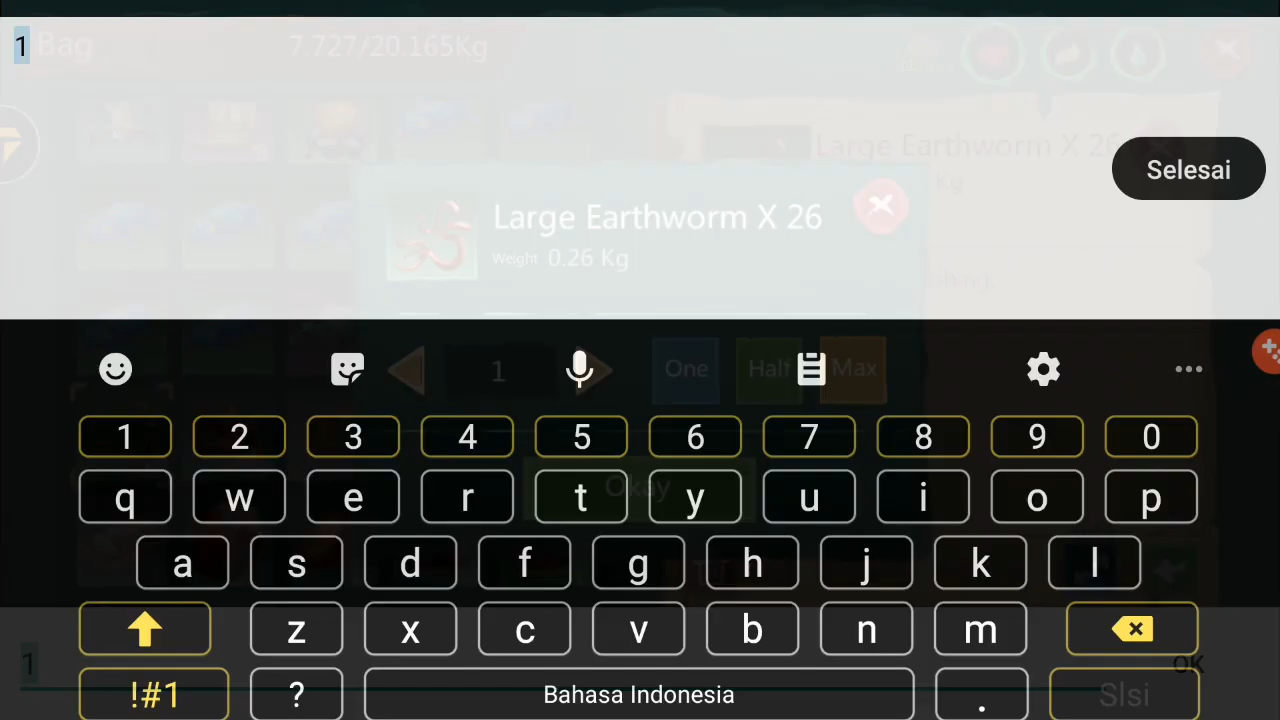 1
Bag
7.727/20.165Kg
Large Earthworm X 26
Kg
Selesai
Large Earthworm X 26
Weight 0.26 Kg
1
One
Half
Max
1 2 3 4 5 6 7 8 9 0
q w e r t y u i o p
Okay
a s d f g h j k l
z x c v b n m
1
OK
!#1 ? Bahasa Indonesia . Slsi